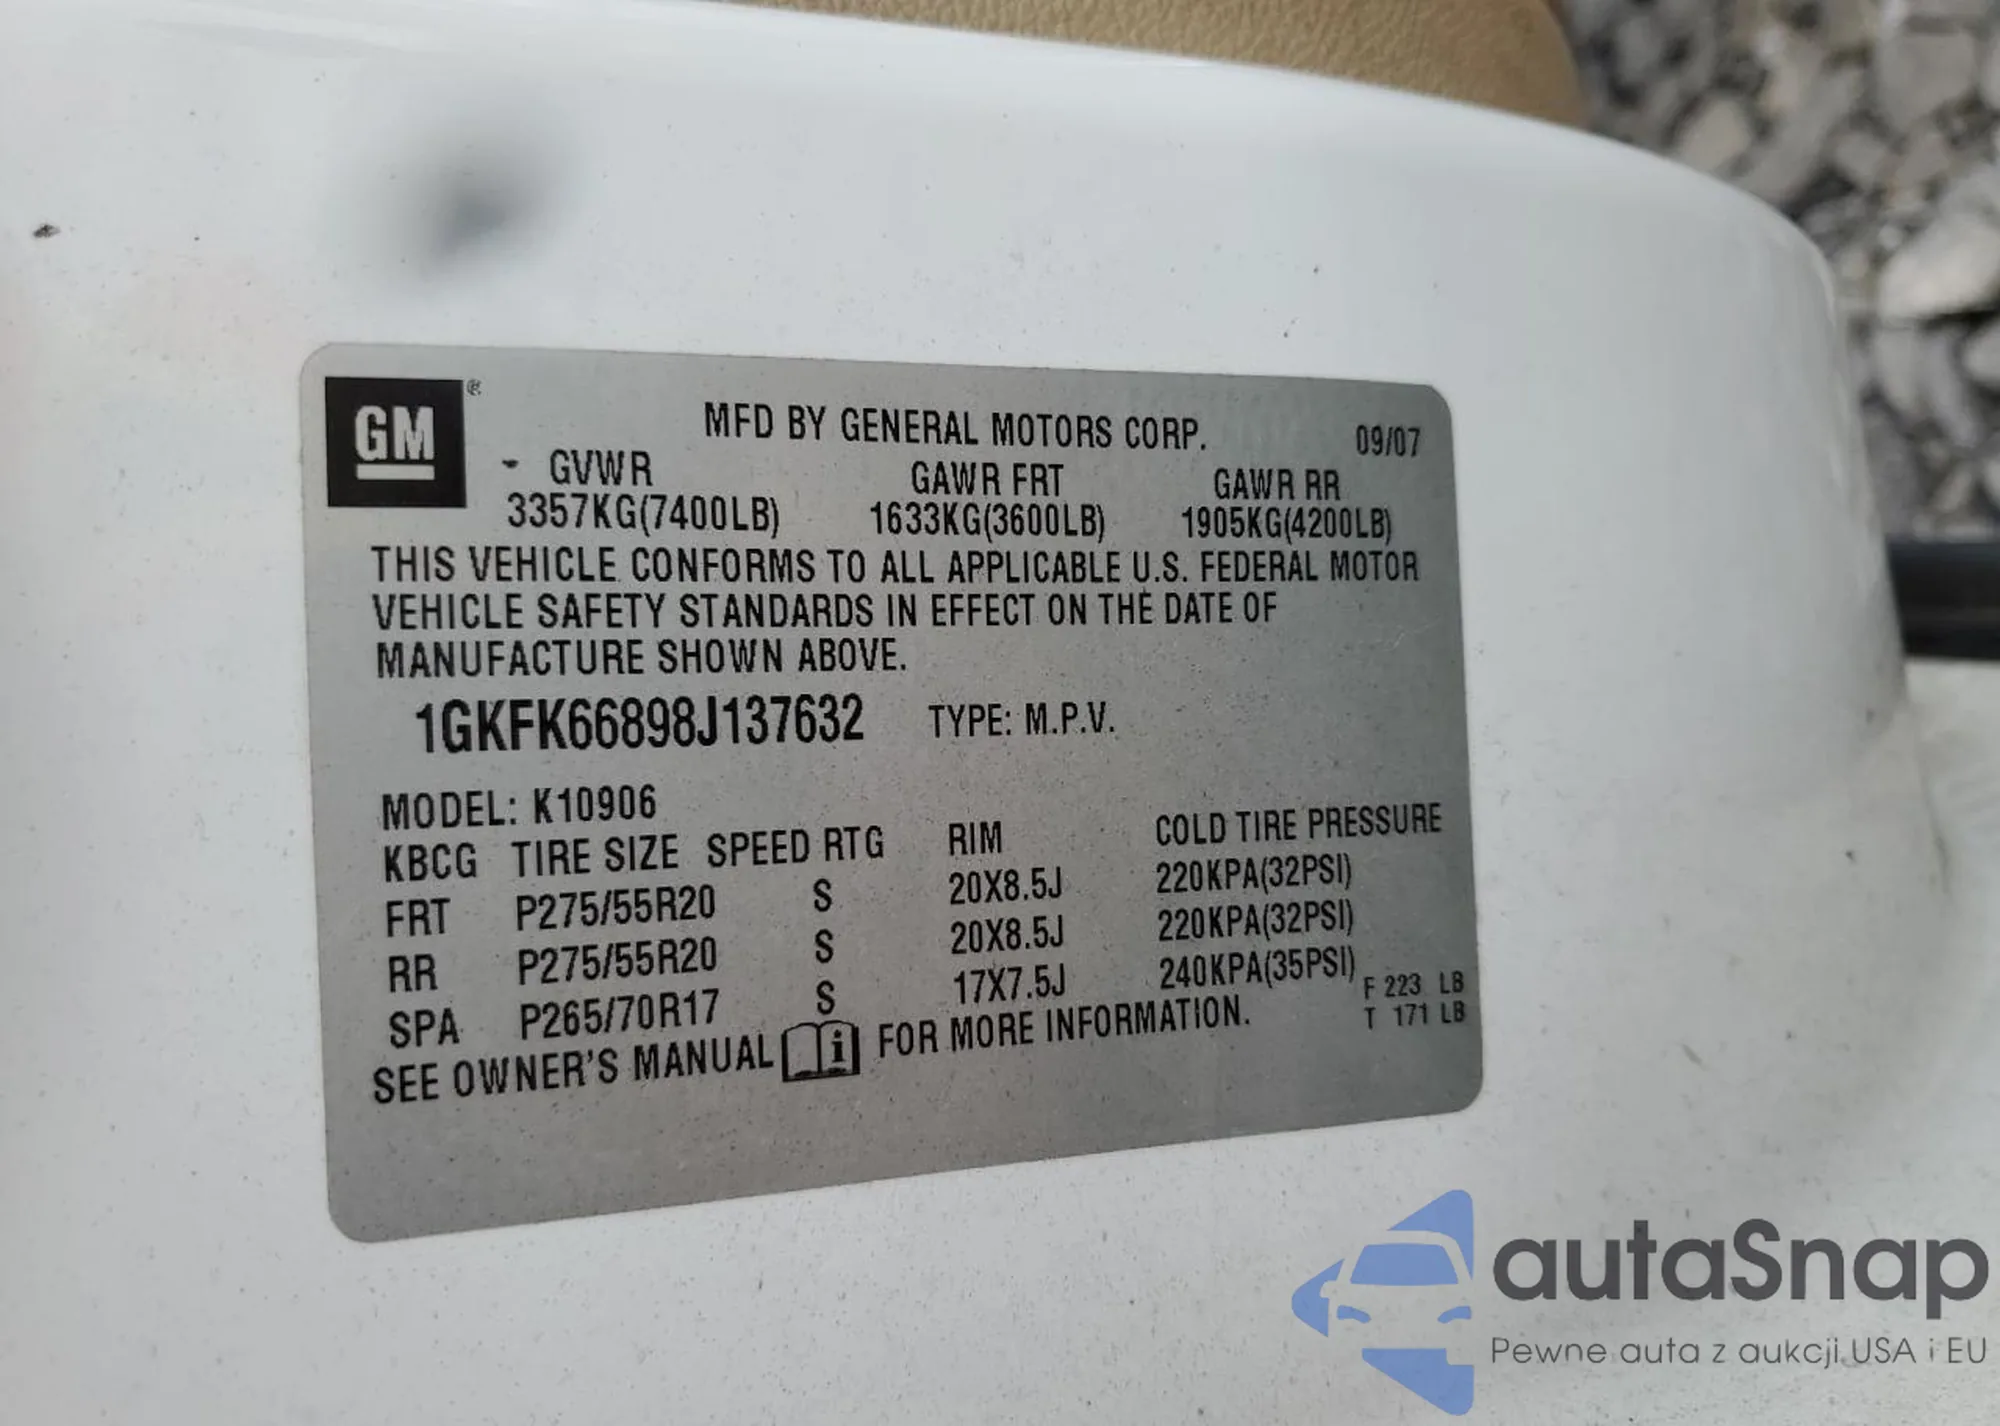 GM ®
MFD BY GENERAL MOTORS CORP. 09/07
GVWR GAWR FRT GAWR RR
3357KG(7400LB) 1633KG(3600LB) 1905KG(4200LB)
THIS VEHICLE CONFORMS TO ALL APPLICABLE U.S. FEDERAL MOTOR
VEHICLE SAFETY STANDARDS IN EFFECT ON THE DATE OF
MANUFACTURE SHOWN ABOVE.
1GKFK66898J137632 TYPE: M.P.V.
MODEL: K10906
KBCG TIRE SIZE SPEED RTG RIM COLD TIRE PRESSURE
FRT P275/55R20 S 20X8.5J 220KPA(32PSI)
RR P275/55R20 S 20X8.5J 220KPA(32PSI)
SPA P265/70R17 S 17X7.5J 240KPA(35PSI)
F 223 LB
T 171 LB
SEE OWNER'S MANUAL i FOR MORE INFORMATION.
autaSnap
Pewne auta z aukcji USA i EU